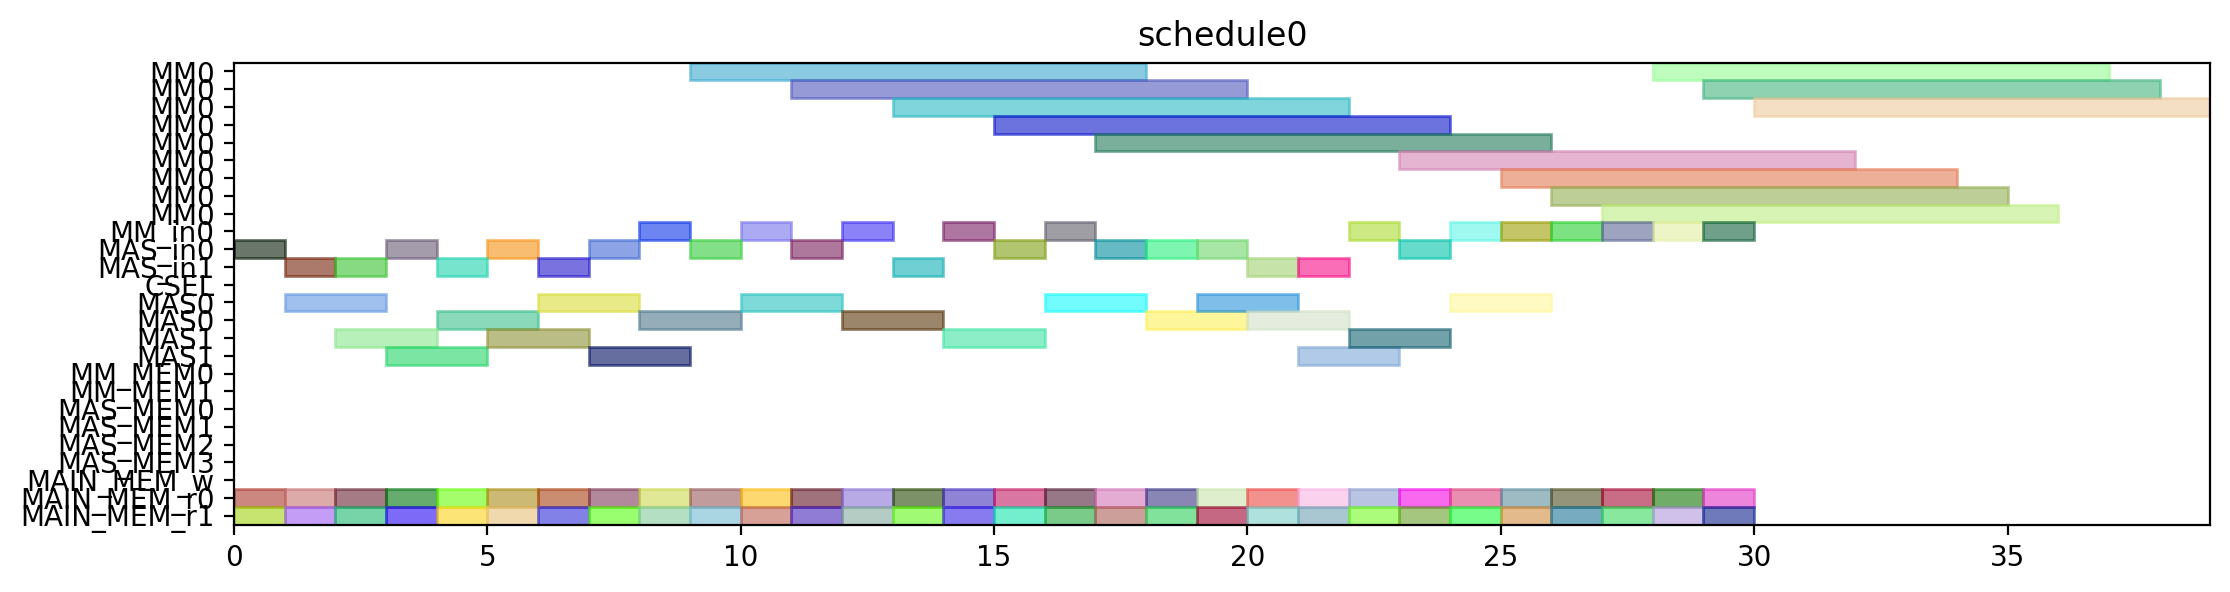 schedule0
MM0
MM0
MM0
MM0
MM0
MM0
MM0
MM0
MM0
MM_in0
MAS_in0
MAS_in1
CSEL
MAS0
MAS0
MAS1
MAS1
MM_MEM0
MM_MEM1
MAS_MEM0
MAS_MEM1
MAS_MEM2
MAS_MEM3
MAIN_MEM_w
MAIN_MEM_r0
MAIN_MEM_r1
0 5 10 15 20 25 30 35